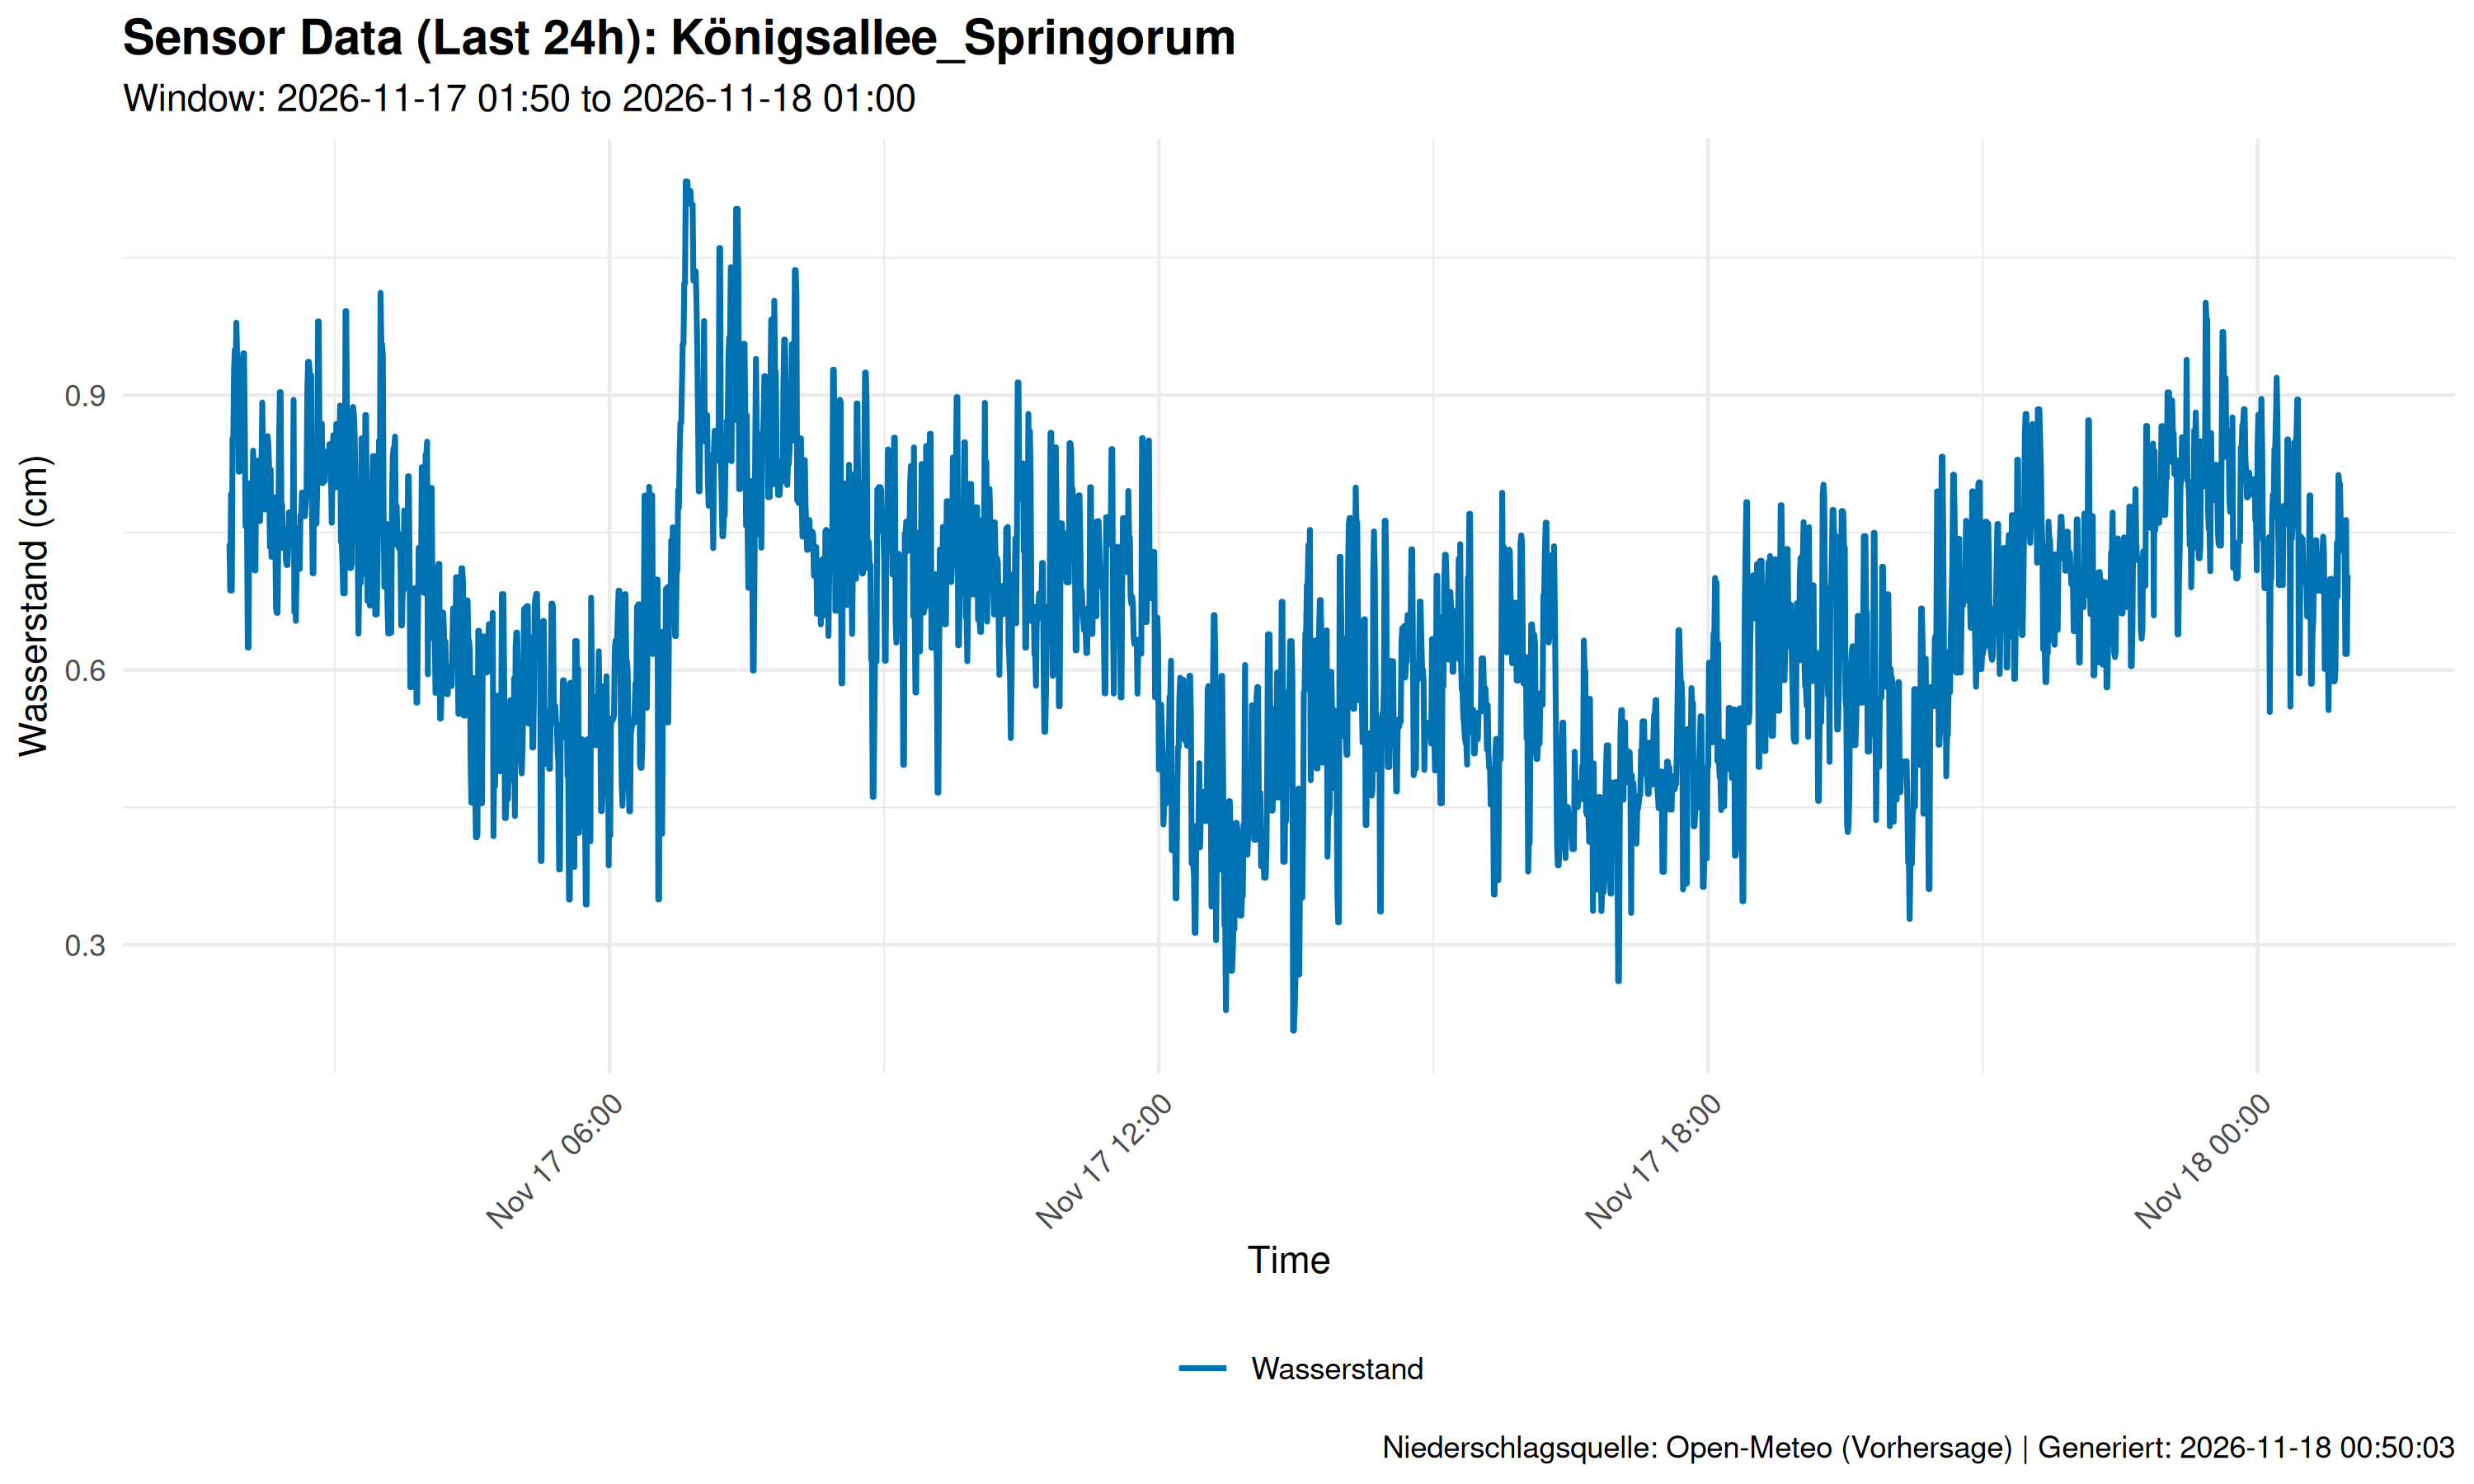 Sensor Data (Last 24h): Königsallee_Springorum
Window: 2026-11-17 01:50 to 2026-11-18 01:00
Wasserstand (cm)
0.9
0.6
0.3
Nov 17 06:00
Nov 17 12:00
Nov 17 18:00
Nov 18 00:00
Time
Wasserstand
Niederschlagsquelle: Open-Meteo (Vorhersage) | Generiert: 2026-11-18 00:50:03